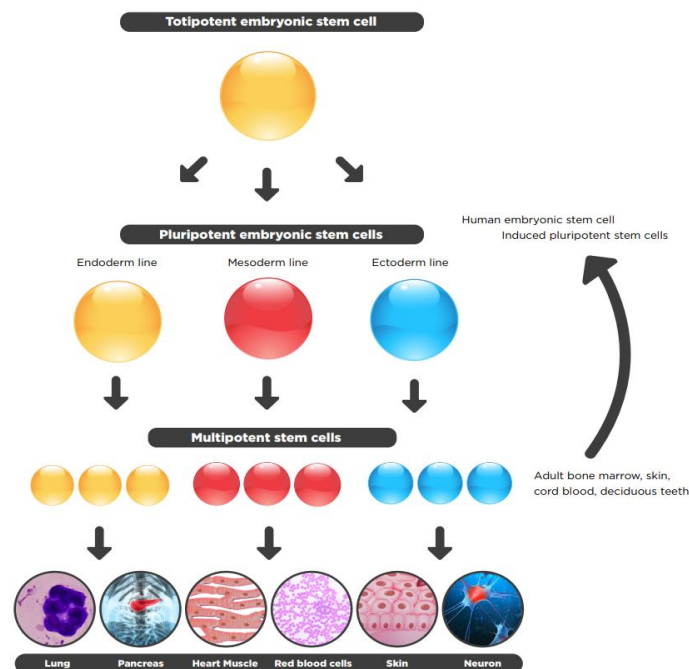 Totipotent embryonic stem cell
Human embryonic stem cell
Induced pluripotent stem cells
Pluripotent embryonic stem cells
Endoderm line
Mesoderm line
Ectoderm line
Multipotent stem cells
Adult bone marrow, skin,
cord blood, deciduous teeth
Lung
Pancreas
Heart Muscle
Red blood cells
Skin
Neuron